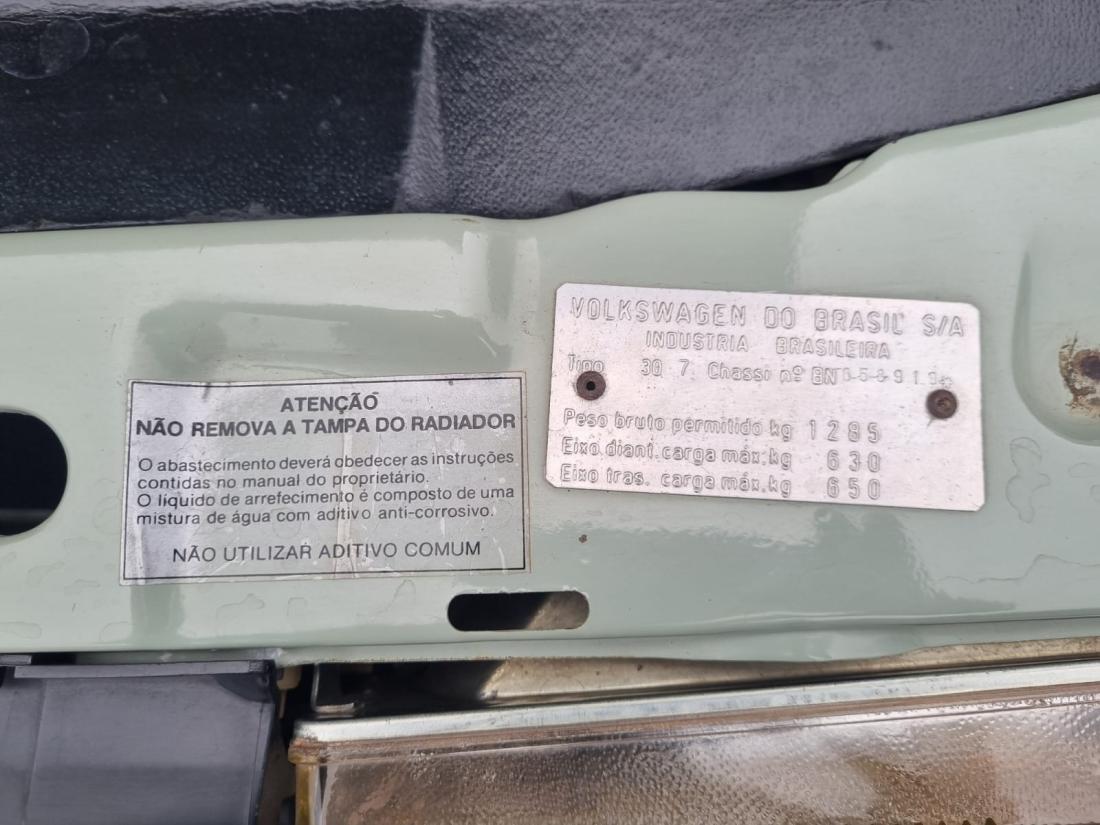 ATENÇÃO
NÃO REMOVA A TAMPA DO RADIADOR
O abastecimento deverá obedecer as instruções
contidas no manual do proprietário.
O líquido de arrefecimento é composto de uma
mistura de água com aditivo anti-corrosivo.
NÃO UTILIZAR ADITIVO COMUM
VOLKSWAGEN DO BRASIL S/A
INDUSTRIA BRASILEIRA
Tipo 30 7 Chassi nº
Peso bruto permitido kg 1285
Eixo diant. carga máx. kg 630
Eixo tras. carga máx. kg 650